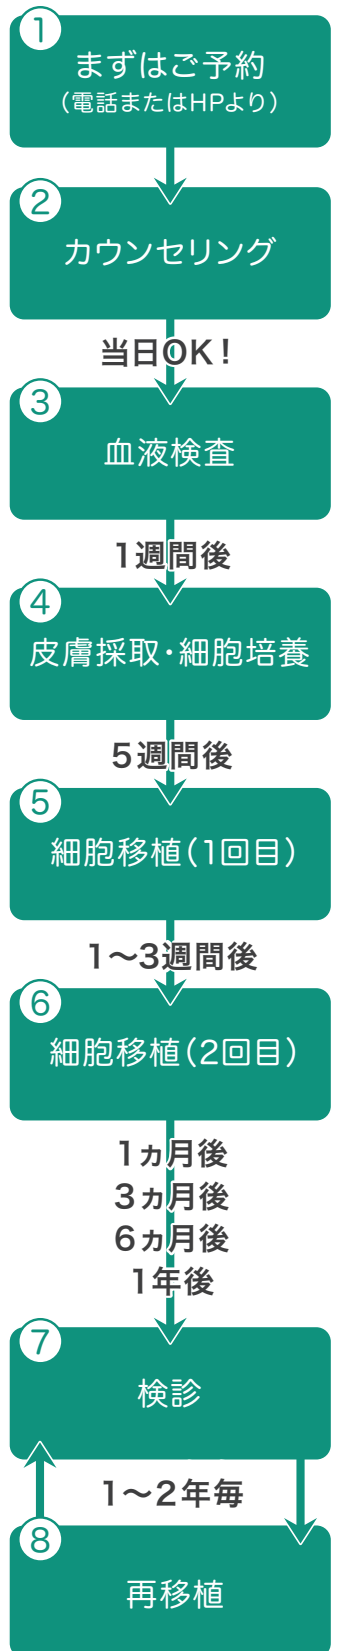 ①
まずはご予約
(電話またはHPより)
②
カウンセリング
当日OK!
③
血液検査
1週間後
④
皮膚採取・細胞培養
5週間後
⑤
細胞移植(1回目)
1〜3週間後
⑥
細胞移植(2回目)
1ヵ月後
3ヵ月後
6ヵ月後
1年後
⑦
検診
1〜2年毎
⑧
再移植